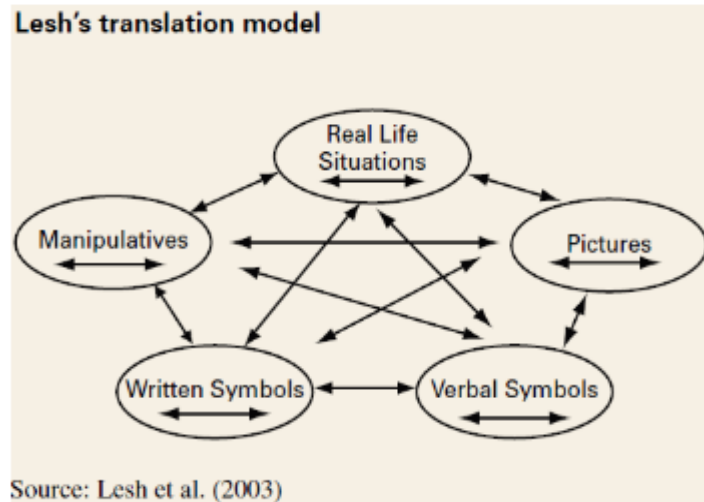 Lesh's translation model
Real Life
Situations
Manipulatives
Pictures
Written Symbols
Verbal Symbols
Source: Lesh et al. (2003)